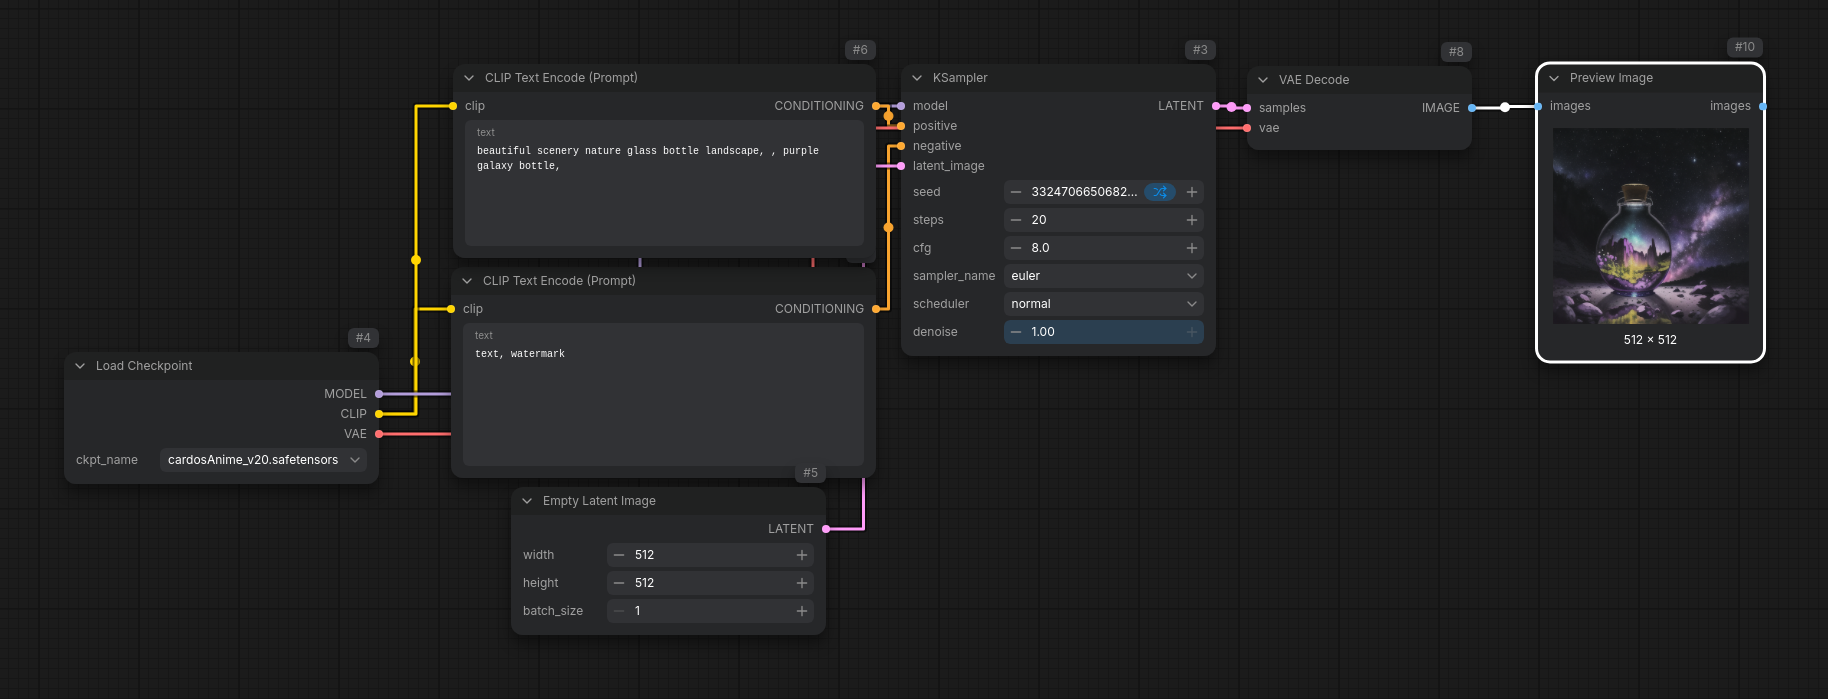 #4
Load Checkpoint
MODEL
CLIP
VAE
ckpt_name
cardosAnime_v20.safetensors
#6
CLIP Text Encode (Prompt)
clip
CONDITIONING
text
beautiful scenery nature glass bottle landscape, , purple
galaxy bottle,
CLIP Text Encode (Prompt)
clip
CONDITIONING
text
text, watermark
#5
Empty Latent Image
LATENT
width
512
height
512
batch_size
1
#3
KSampler
model
LATENT
positive
negative
latent_image
seed
3324706650682...
steps
20
cfg
8.0
sampler_name
euler
scheduler
normal
denoise
1.00
#8
VAE Decode
samples
IMAGE
vae
#10
Preview Image
images
images
512 × 512